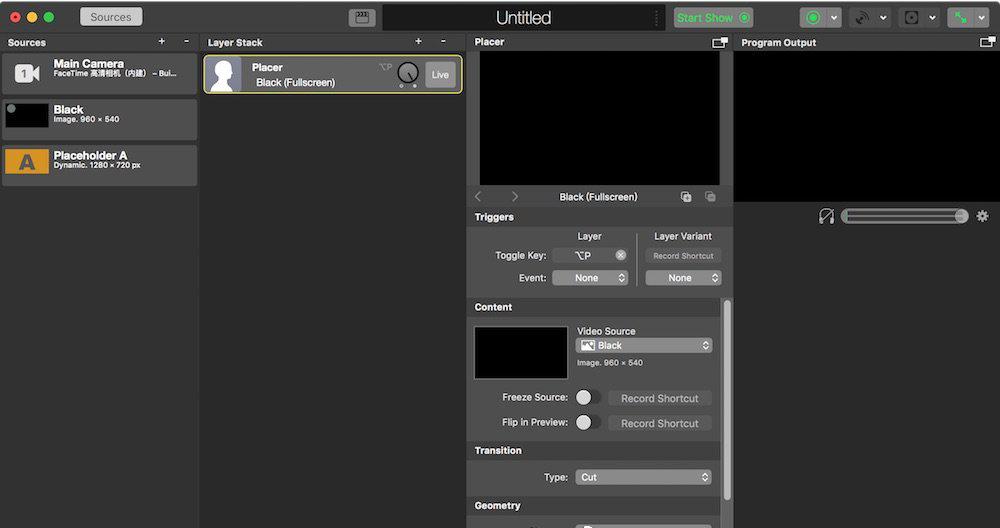 Sources
Untitled
Start Show
Sources
+
-
Layer Stack
+
-
Placer
Program Output
1
Main Camera
FaceTime 高清相机（内建） – Bui...
Black
Image. 960 × 540
A
Placeholder A
Dynamic. 1280 × 720 px
Placer
Black (Fullscreen)
⌥P
Live
Black (Fullscreen)
Triggers
Layer
Layer Variant
Toggle Key:
⌥P
Record Shortcut
Event:
None
None
Content
Video Source
Black
Image. 960 × 540
Freeze Source:
Record Shortcut
Flip in Preview:
Record Shortcut
Transition
Type:
Cut
Geometry